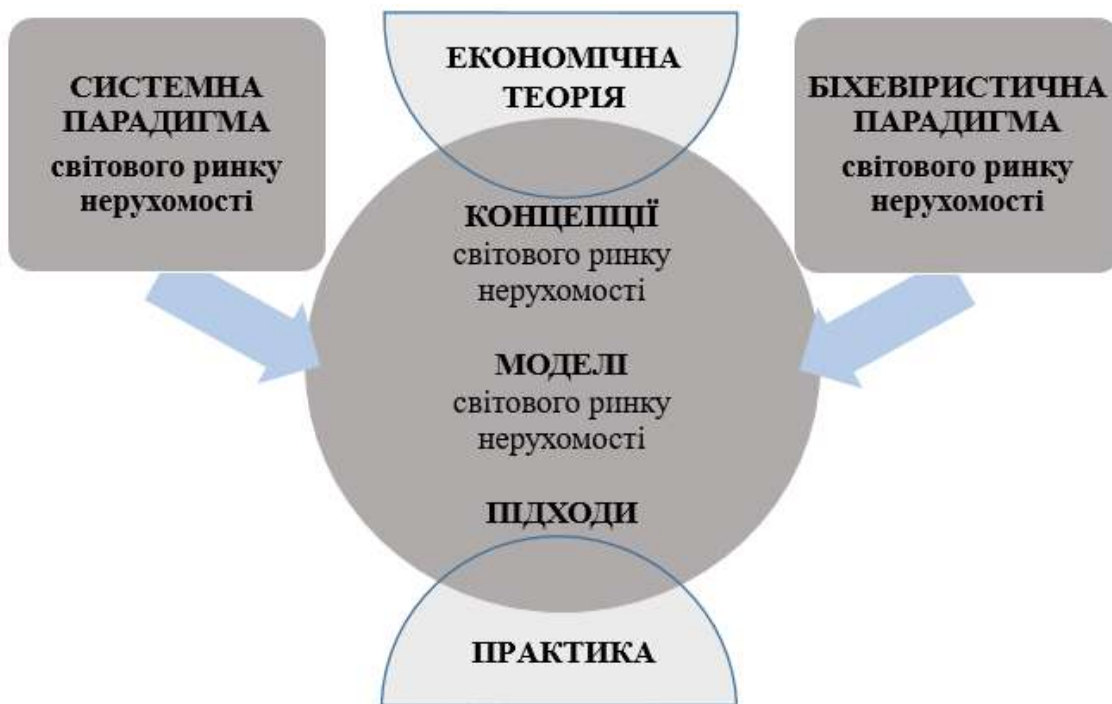 СИСТЕМНА
ПАРАДИГМА
світового ринку
нерухомості
ЕКОНОМІЧНА
ТЕОРІЯ
БІХЕВІРИСТИЧНА
ПАРАДИГМА
світового ринку
нерухомості
КОНЦЕПЦІЇ
світового ринку
нерухомості
МОДЕЛІ
світового ринку
нерухомості
ПІДХОДИ
ПРАКТИКА